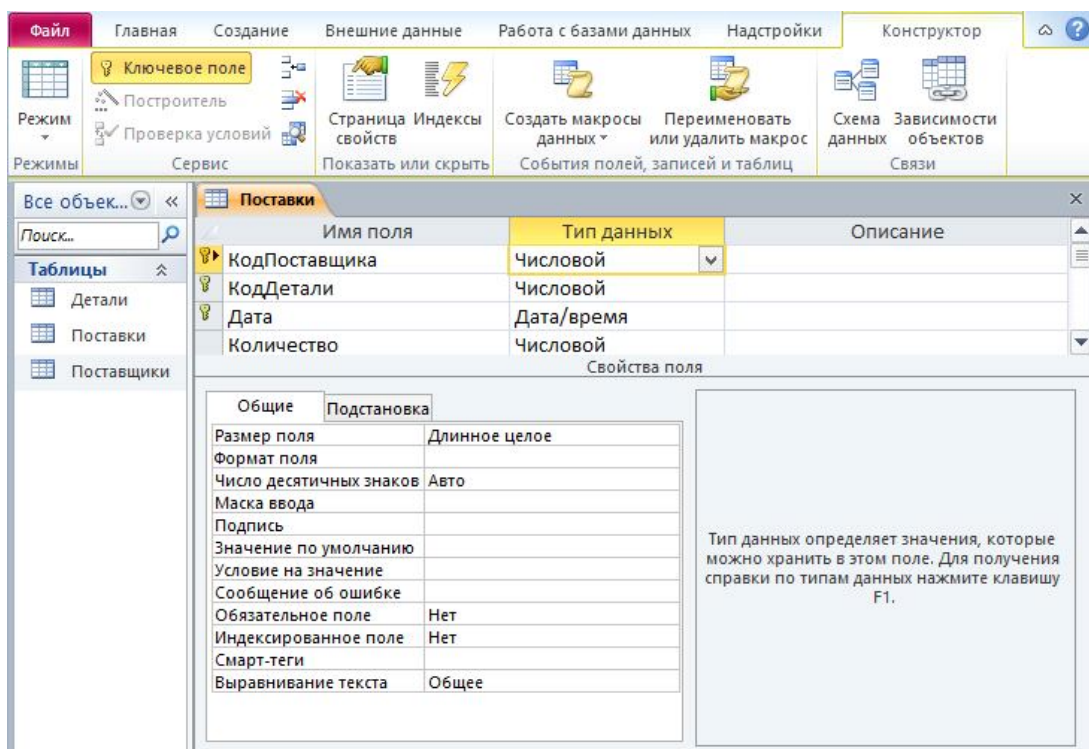 Файл Главная Создание Внешние данные Работа с базами данных Надстройки Конструктор
Режим
Ключевое поле
Построитель
Проверка условий
Страница свойств
Индексы
Создать макросы данных
Переименовать или удалить макрос
Схема данных
Зависимости объектов
Режимы Сервис Показать или скрыть События полей, записей и таблиц Связи
Все объек... «
Поиск...
Таблицы
Детали
Поставки
Поставщики
Поставки
Имя поля Тип данных Описание
КодПоставщика Числовой
КодДетали Числовой
Дата Дата/время
Количество Числовой
Свойства поля
Общие Подстановка
Размер поля Длинное целое
Формат поля
Число десятичных знаков Авто
Маска ввода
Подпись
Значение по умолчанию
Условие на значение
Сообщение об ошибке
Обязательное поле Нет
Индексированное поле Нет
Смарт-теги
Выравнивание текста Общее
Тип данных определяет значения, которые
можно хранить в этом поле. Для получения
справки по типам данных нажмите клавишу
F1.